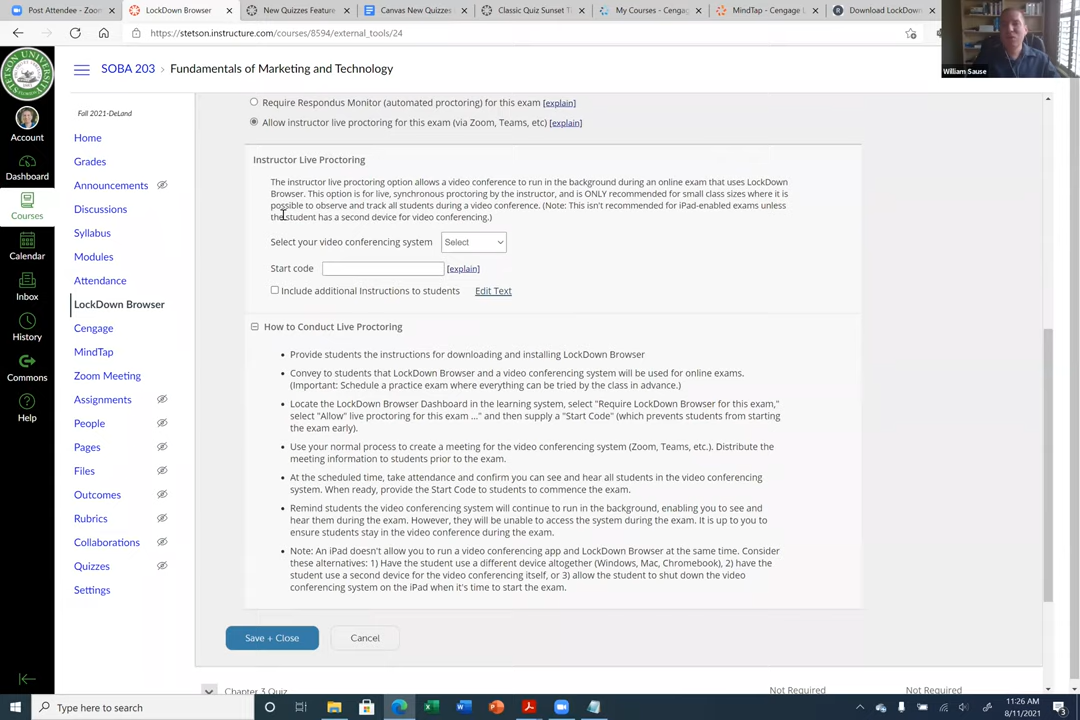 Post Attendee - Zoom
LockDown Browser
New Quizzes Feature
Canvas New Quizzes
Classic Quiz Sunset T
My Courses - Cengag
MindTap - Cengage L
Download LockDown
https://stetson.instructure.com/courses/8594/external_tools/24
William Sause
SOBA 203 > Fundamentals of Marketing and Technology
Account
Dashboard
Courses
Calendar
Inbox
History
Commons
Help
Fall 2021-DeLand
Home
Grades
Announcements
Discussions
Syllabus
Modules
Attendance
LockDown Browser
Cengage
MindTap
Zoom Meeting
Assignments
People
Pages
Files
Outcomes
Rubrics
Collaborations
Quizzes
Settings
Require Respondus Monitor (automated proctoring) for this exam [explain]
Allow instructor live proctoring for this exam (via Zoom, Teams, etc) [explain]
Instructor Live Proctoring
The instructor live proctoring option allows a video conference to run in the background during an online exam that uses LockDown
Browser. This option is for live, synchronous proctoring by the instructor, and is ONLY recommended for small class sizes where it is
possible to observe and track all students during a video conference. (Note: This isn't recommended for iPad-enabled exams unless
the student has a second device for video conferencing.)
Select your video conferencing system Select
Start code [explain]
Include additional Instructions to students Edit Text
How to Conduct Live Proctoring
• Provide students the instructions for downloading and installing LockDown Browser
• Convey to students that LockDown Browser and a video conferencing system will be used for online exams.
(Important: Schedule a practice exam where everything can be tried by the class in advance.)
• Locate the LockDown Browser Dashboard in the learning system, select "Require LockDown Browser for this exam,"
select "Allow" live proctoring for this exam ..." and then supply a "Start Code" (which prevents students from starting
the exam early).
• Use your normal process to create a meeting for the video conferencing system (Zoom, Teams, etc.). Distribute the
meeting information to students prior to the exam.
• At the scheduled time, take attendance and confirm you can see and hear all students in the video conferencing
system. When ready, provide the Start Code to students to commence the exam.
• Remind students the video conferencing system will continue to run in the background, enabling you to see and
hear them during the exam. However, they will be unable to access the system during the exam. It is up to you to
ensure students stay in the video conference during the exam.
• Note: An iPad doesn't allow you to run a video conferencing app and LockDown Browser at the same time. Consider
these alternatives: 1) Have the student use a different device altogether (Windows, Mac, Chromebook), 2) have the
student use a second device for the video conferencing itself, or 3) allow the student to shut down the video
conferencing system on the iPad when it's time to start the exam.
Save + Close
Cancel
Chapter 3 Quiz
Not Required
Not Required
Type here to search
11:26 AM
8/11/2021